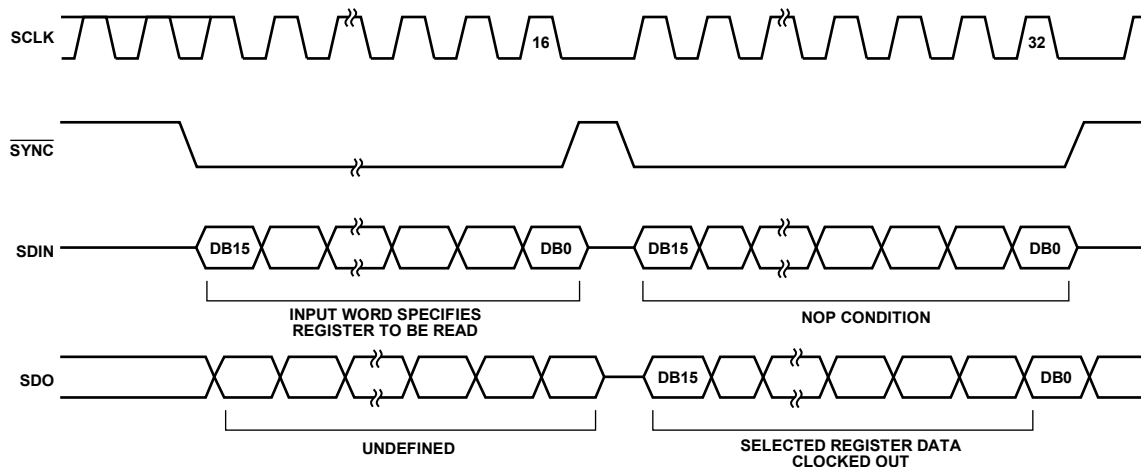 SCLK
16
32
SYNC
SDIN
DB15
DB0
DB15
DB0
INPUT WORD SPECIFIES
REGISTER TO BE READ
NOP CONDITION
SDO
DB15
DB0
UNDEFINED
SELECTED REGISTER DATA
CLOCKED OUT